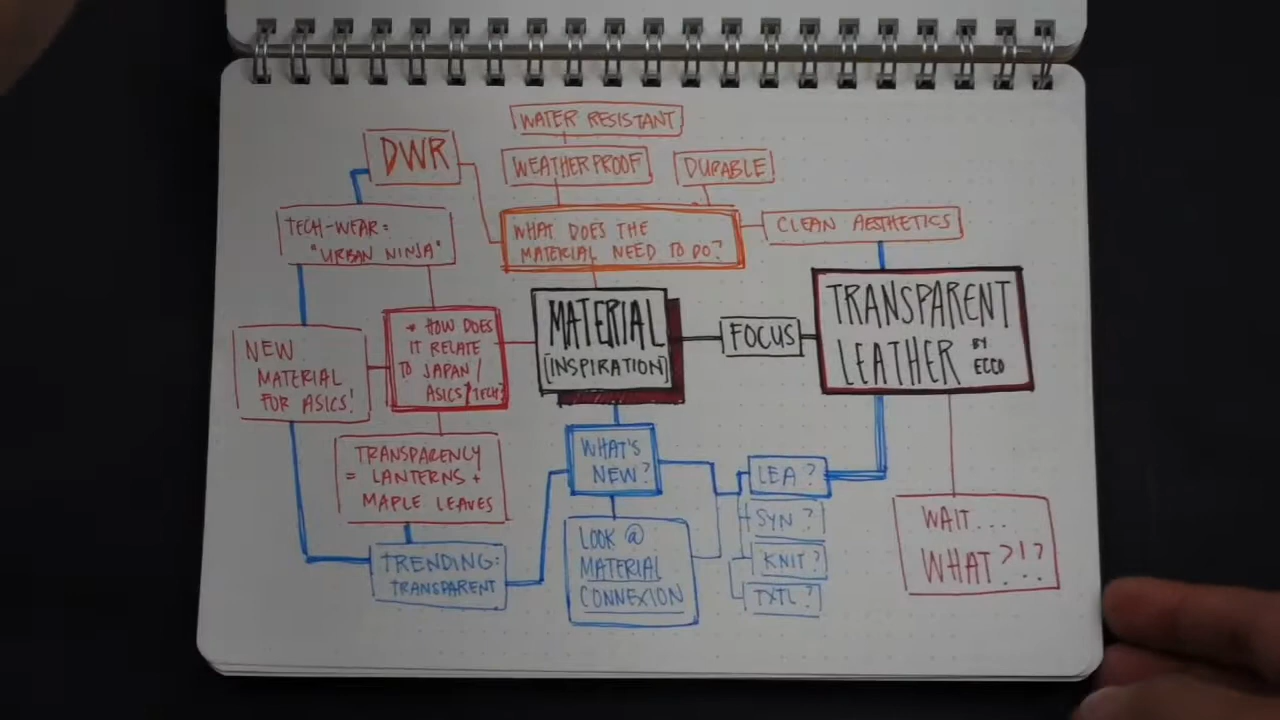 WATER RESISTANT
DWR
WEATHERPROOF
DURABLE
TECH-WEAR:
"URBAN NINJA"
WHAT DOES THE
MATERIAL NEED TO DO?
CLEAN AESTHETICS
NEW
MATERIAL
FOR ASICS!
* HOW DOES
IT RELATE
TO JAPAN/
ASICS/TECH?
MATERIAL
[INSPIRATION]
FOCUS
TRANSPARENT
LEATHER BY
ECCO
TRANSPARENCY
= LANTERNS +
MAPLE LEAVES
WHAT'S
NEW?
LEA?
SYN?
KNIT?
TXTL?
TRENDING:
TRANSPARENT
LOOK @
MATERIAL
CONNEXION
WAIT...
WHAT?!?